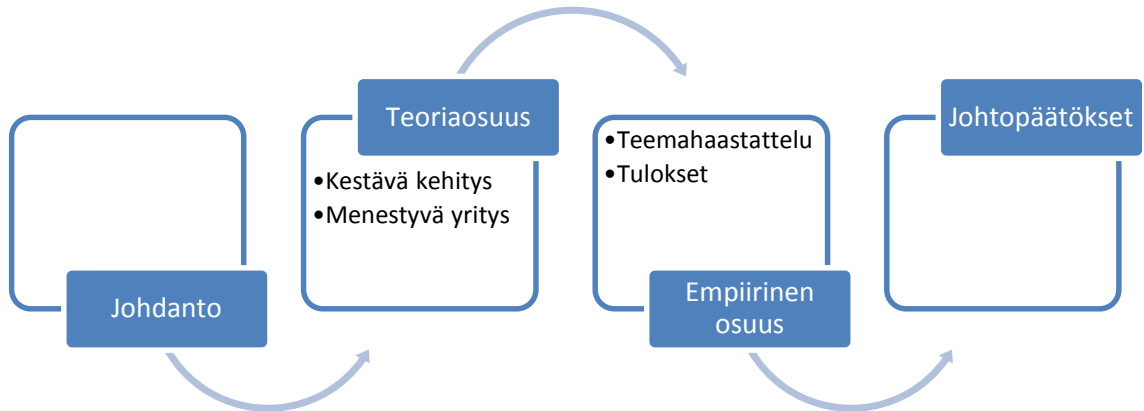 Johdanto
Teoriaosuus
•Kestävä kehitys
•Menestyvä yritys
•Teemahaastattelu
•Tulokset
Empiirinen
osuus
Johtopäätökset